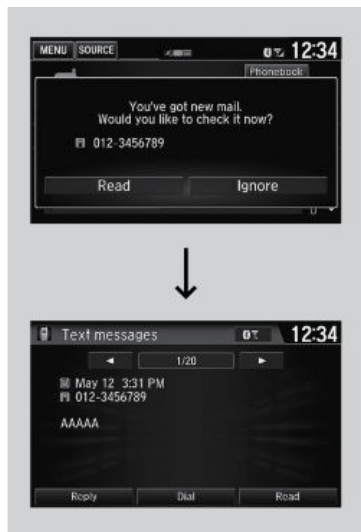 MENU SOURCE 12:34
Phonebook
You've got new mail.
Would you like to check it now?
012-3456789
Read Ignore
Text messages 12:34
1/20
May 12 3:31 PM
012-3456789
AAAAA
Reply Dial Read